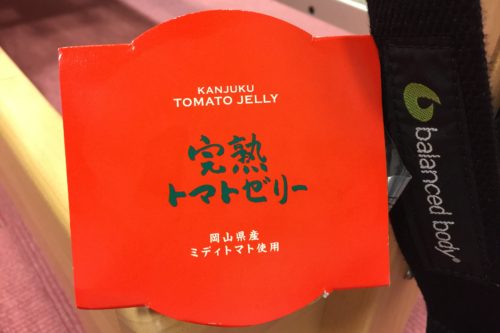 KANJUKU
TOMATO JELLY
完熟
トマトゼリー
岡山県産
ミディトマト使用
balanced body®